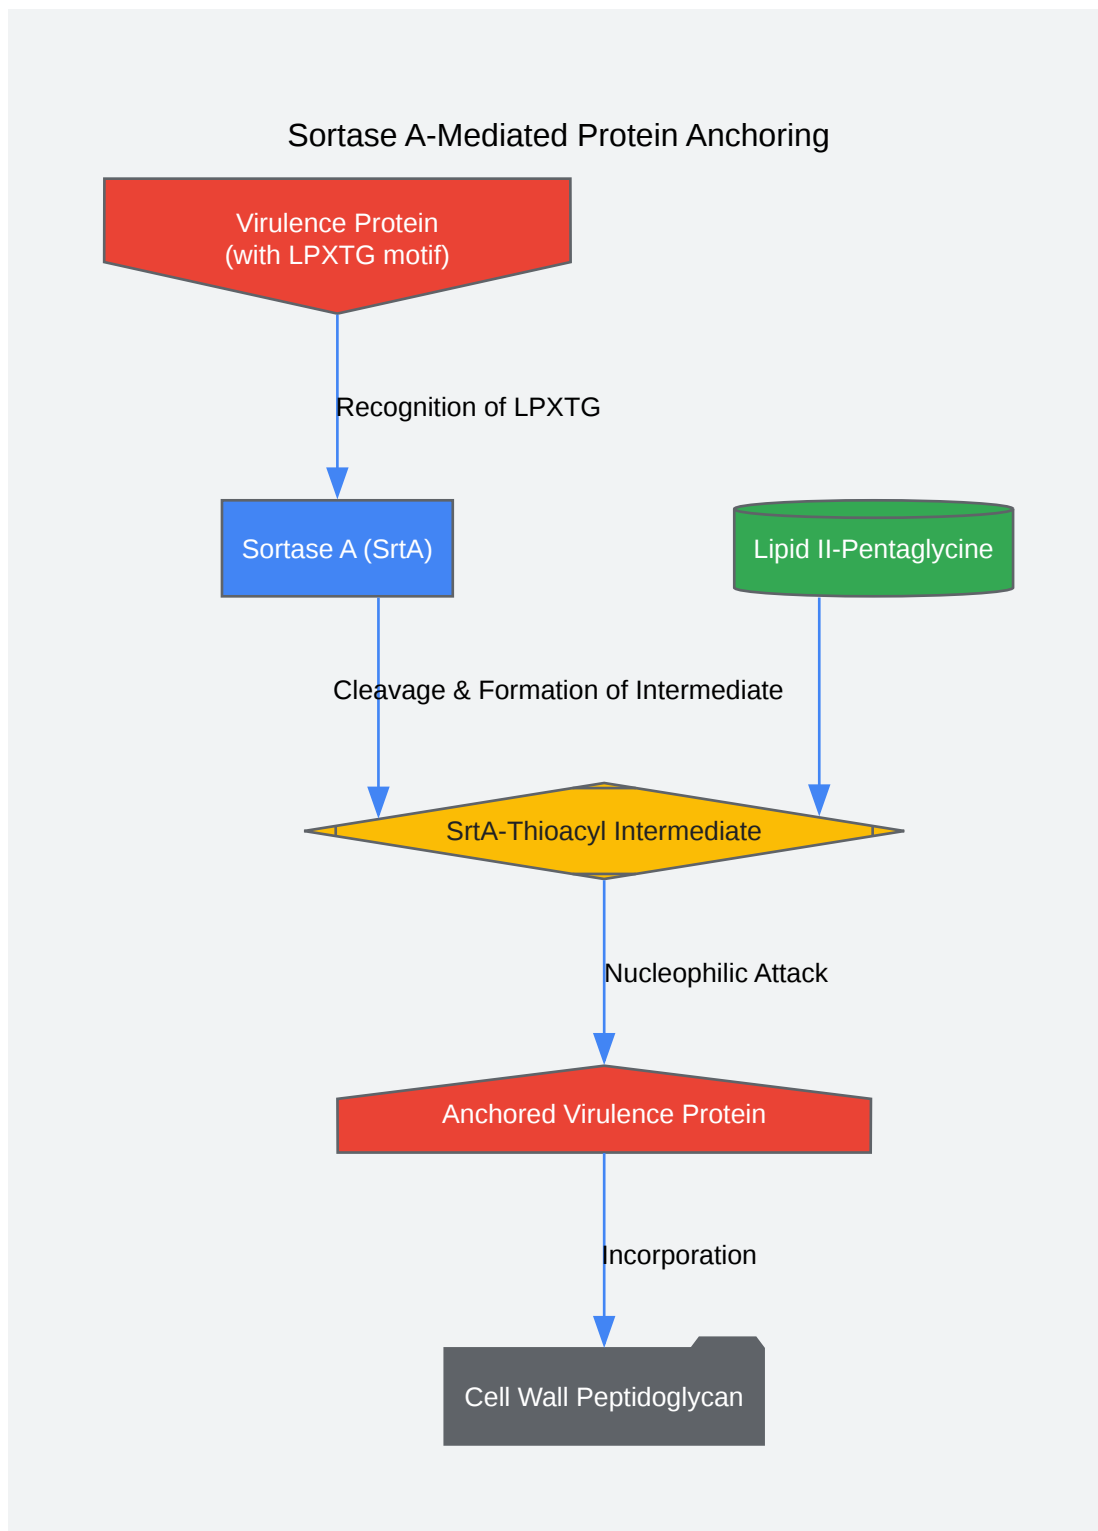 Sortase A-Mediated Protein Anchoring
Virulence Protein
(with LPXTG motif)
Recognition of LPXTG
Sortase A (SrtA)
Lipid II-Pentaglycine
Cleavage & Formation of Intermediate
SrtA-Thioacyl Intermediate
Nucleophilic Attack
Anchored Virulence Protein
Incorporation
Cell Wall Peptidoglycan